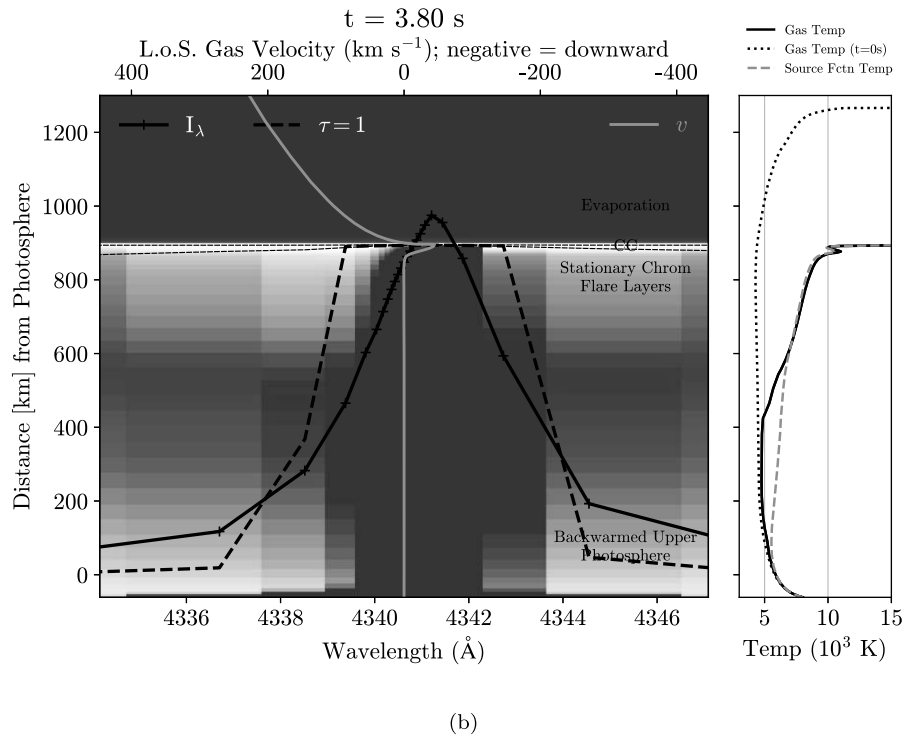 t = 3.80 s
L.o.S. Gas Velocity (km s⁻¹); negative = downward
400 200 0 -200 -400
I_λ τ = 1 v
Evaporation
CC
Stationary Chrom
Flare Layers
Backwarmed Upper
Photosphere
1200
1000
800
600
400
200
0
Distance [km] from Photosphere
4336 4338 4340 4342 4344 4346
Wavelength (Å)
Gas Temp
Gas Temp (t=0s)
Source Fctn Temp
5 10 15
Temp (10³ K)
(b)